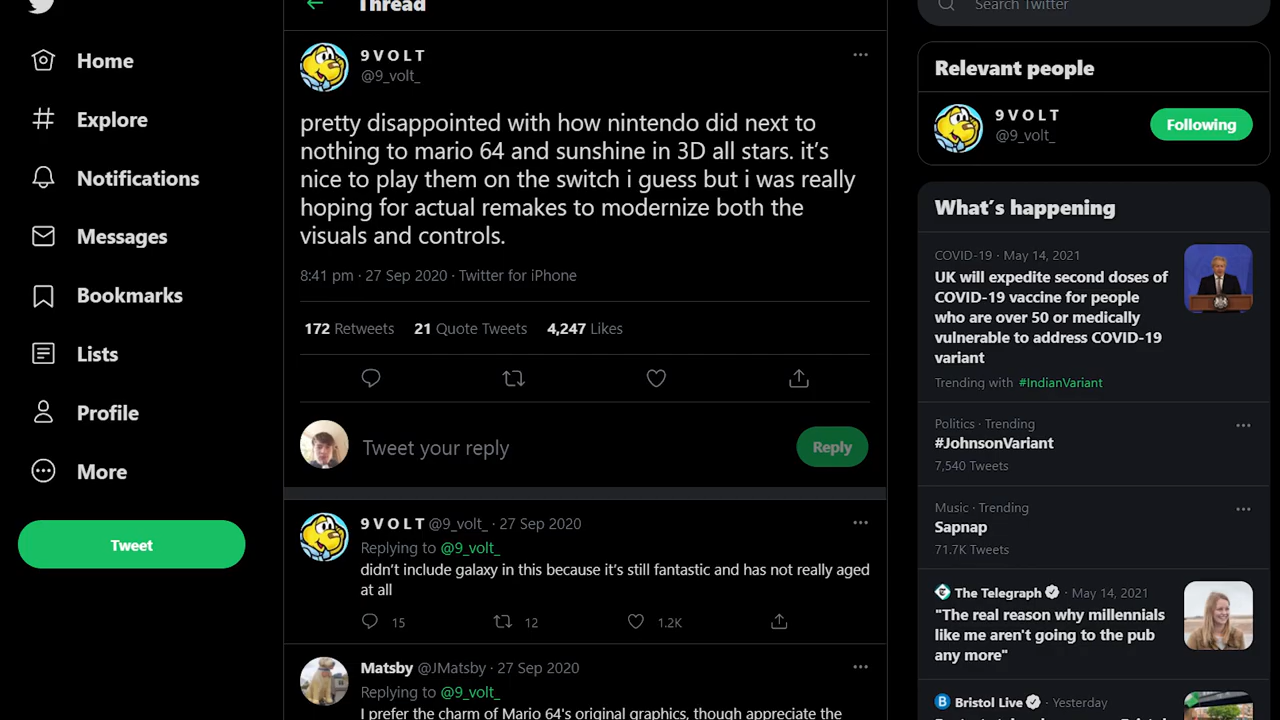 Home
Explore
Notifications
Messages
Bookmarks
Lists
Profile
More
Tweet
Thread
9 V O L T
@9_volt_
pretty disappointed with how nintendo did next to
nothing to mario 64 and sunshine in 3D all stars. it’s
nice to play them on the switch i guess but i was really
hoping for actual remakes to modernize both the
visuals and controls.
8:41 pm · 27 Sep 2020 · Twitter for iPhone
172 Retweets 21 Quote Tweets 4,247 Likes
Tweet your reply
Reply
9 V O L T @9_volt_ · 27 Sep 2020
Replying to @9_volt_
didn’t include galaxy in this because it’s still fantastic and has not really aged
at all
15 12 1.2K
Matsby @JMatsby · 27 Sep 2020
Replying to @9_volt_
I prefer the charm of Mario 64's original graphics, though appreciate the
Search Twitter
Relevant people
9 V O L T
@9_volt_
Following
What’s happening
COVID-19 · May 14, 2021
UK will expedite second doses of
COVID-19 vaccine for people
who are over 50 or medically
vulnerable to address COVID-19
variant
Trending with #IndianVariant
Politics · Trending
#JohnsonVariant
7,540 Tweets
Music · Trending
Sapnap
71.7K Tweets
The Telegraph · May 14, 2021
"The real reason why millennials
like me aren't going to the pub
any more"
Bristol Live · Yesterday